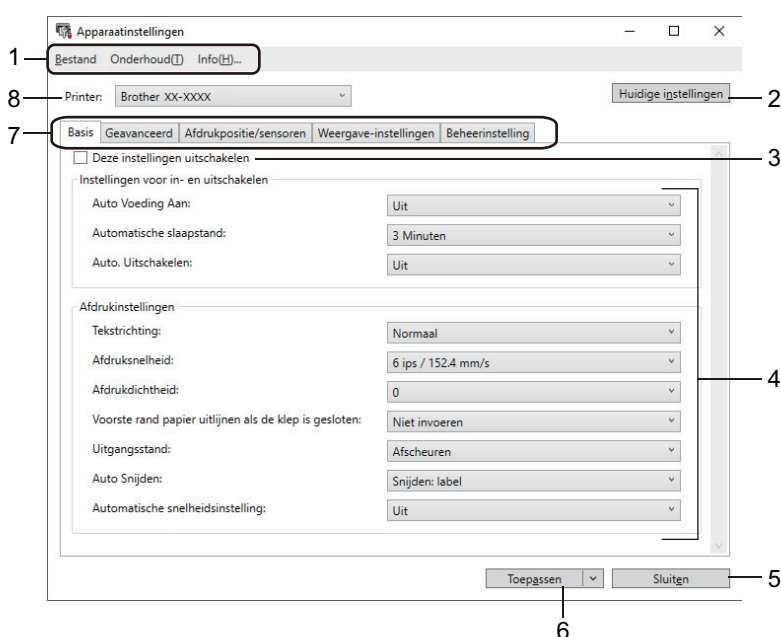 Apparaatinstellingen
1
Bestand Onderhoud(T) Info(H)...
8
Printer: Brother XX-XXXX Huidige instellingen
2
7
Basis Geavanceerd Afdrukpositie/sensoren Weergave-instellingen Beheerinstelling
Deze instellingen uitschakelen
3
Instellingen voor in- en uitschakelen
Auto Voeding Aan: Uit
Automatische slaapstand: 3 Minuten
Auto. Uitschakelen: Uit
Afdrukinstellingen
Tekstrichting: Normaal
Afdruksnelheid: 6 ips / 152.4 mm/s
4
Afdrukdichtheid: 0
Voorste rand papier uitlijnen als de klep is gesloten: Niet invoeren
Uitgangsstand: Afscheuren
Auto Snijden: Snijden: label
Automatische snelheidsinstelling: Uit
Toepassen Sluiten
5
6